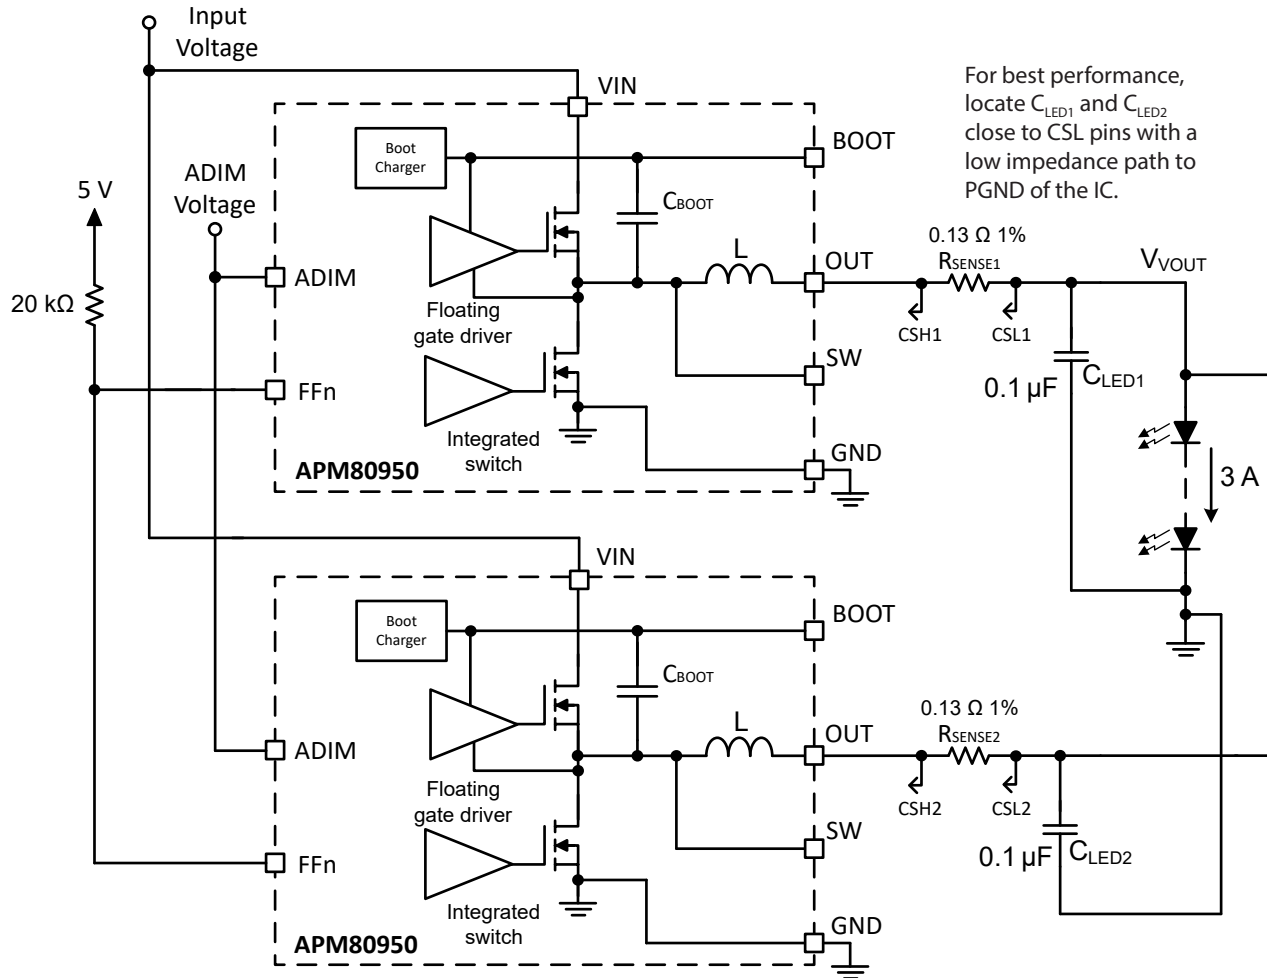 Input
Voltage
VIN
For best performance,
locate CLED1 and CLED2
close to CSL pins with a
low impedance path to
PGND of the IC.
Boot
Charger
BOOT
5 V
ADIM
Voltage
CBOOT
0.13 Ω 1%
RSENSE1
VVOUT
L
OUT
ADIM
20 kΩ
CSH1
CSL1
Floating
gate driver
SW
FFn
0.1 µF
CLED1
Integrated
switch
GND
APM80950
3 A
VIN
Boot
Charger
BOOT
CBOOT
0.13 Ω 1%
RSENSE2
L
OUT
ADIM
CSH2
CSL2
Floating
gate driver
SW
FFn
0.1 µF
CLED2
Integrated
switch
GND
APM80950